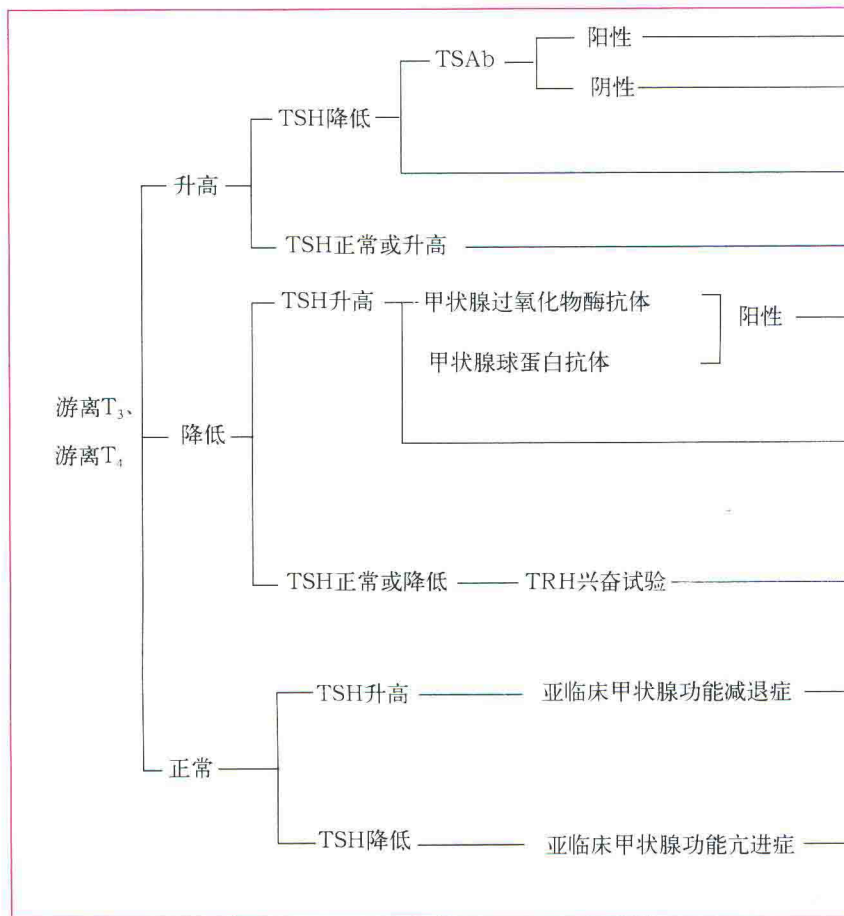 阳性
TSAb
阴性
TSH降低
升高
TSH正常或升高
TSH升高
甲状腺过氧化物酶抗体
阳性
甲状腺球蛋白抗体
游离T₃、
游离T₄
降低
TSH正常或降低
TRH兴奋试验
TSH升高
亚临床甲状腺功能减退症
正常
TSH降低
亚临床甲状腺功能亢进症